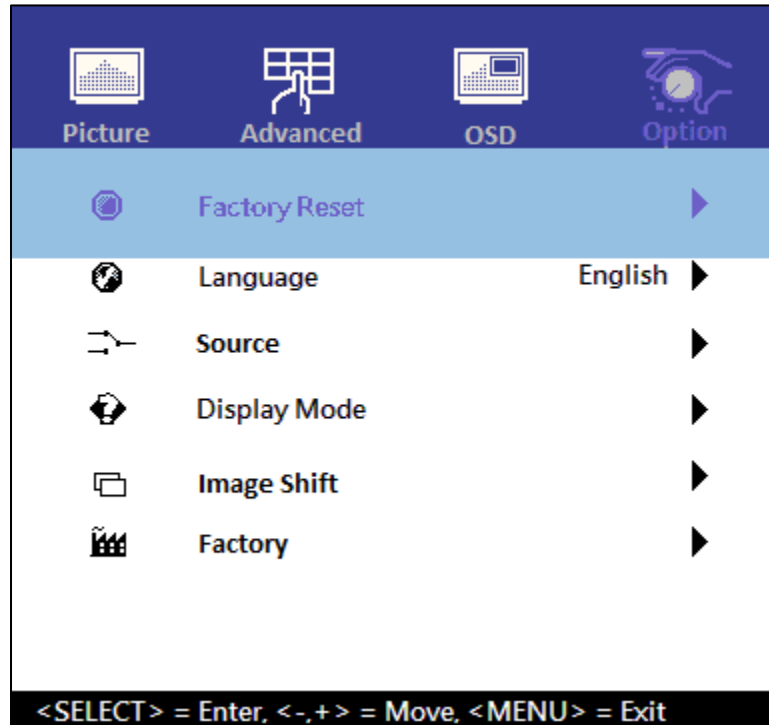 Picture Advanced OSD Option
Factory Reset
Language English
Source
Display Mode
Image Shift
Factory
<SELECT> = Enter, <-,+> = Move, <MENU> = Exit